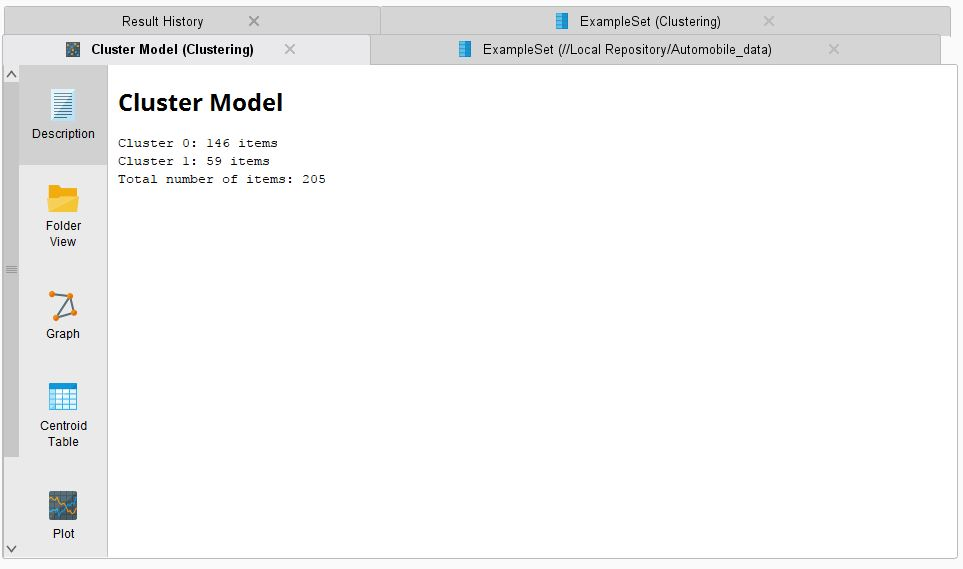 Result History
ExampleSet (Clustering)
Cluster Model (Clustering)
ExampleSet (//Local Repository/Automobile_data)
Description
Folder
View
Graph
Centroid
Table
Plot
Cluster Model
Cluster 0: 146 items
Cluster 1: 59 items
Total number of items: 205